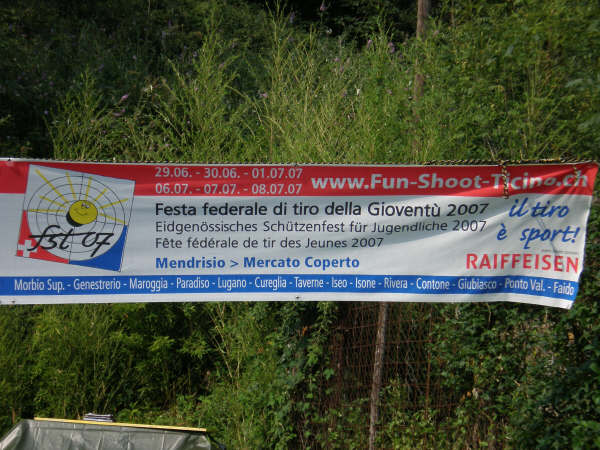 29.06. - 30.06. - 01.07.07
06.07. - 07.07. - 08.07.07
www.Fun-Shoot-Ticino.ch
fst 07
Festa federale di tiro della Gioventù 2007
Eidgenössisches Schützenfest für Jugendliche 2007
Fête fédérale de tir des Jeunes 2007
Mendrisio > Mercato Coperto
il tiro
è sport!
RAIFFEISEN
Morbio Sup. - Genestrerio - Maroggia - Paradiso - Lugano - Cureglia - Taverne - Iseo - Isone - Rivera - Contone - Giubiasco - Ponto Val. - Faido